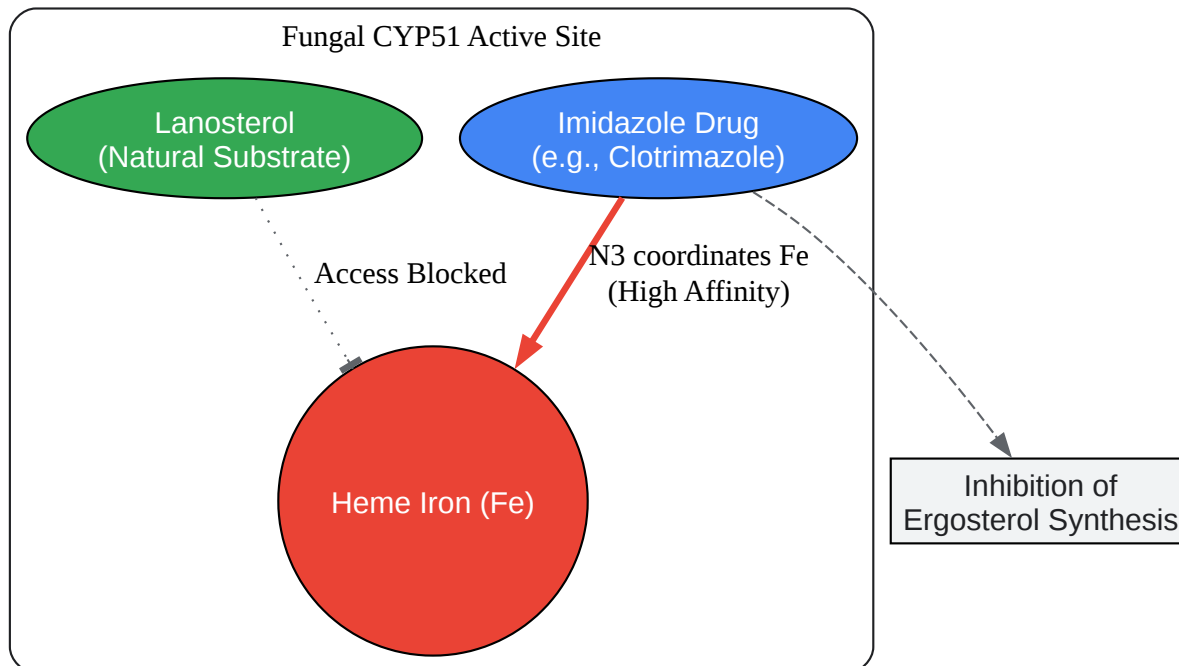 Fungal CYP51 Active Site
Lanosterol
(Natural Substrate)
Imidazole Drug
(e.g., Clotrimazole)
Access Blocked
N3 coordinates Fe
(High Affinity)
Heme Iron (Fe)
Inhibition of
Ergosterol Synthesis